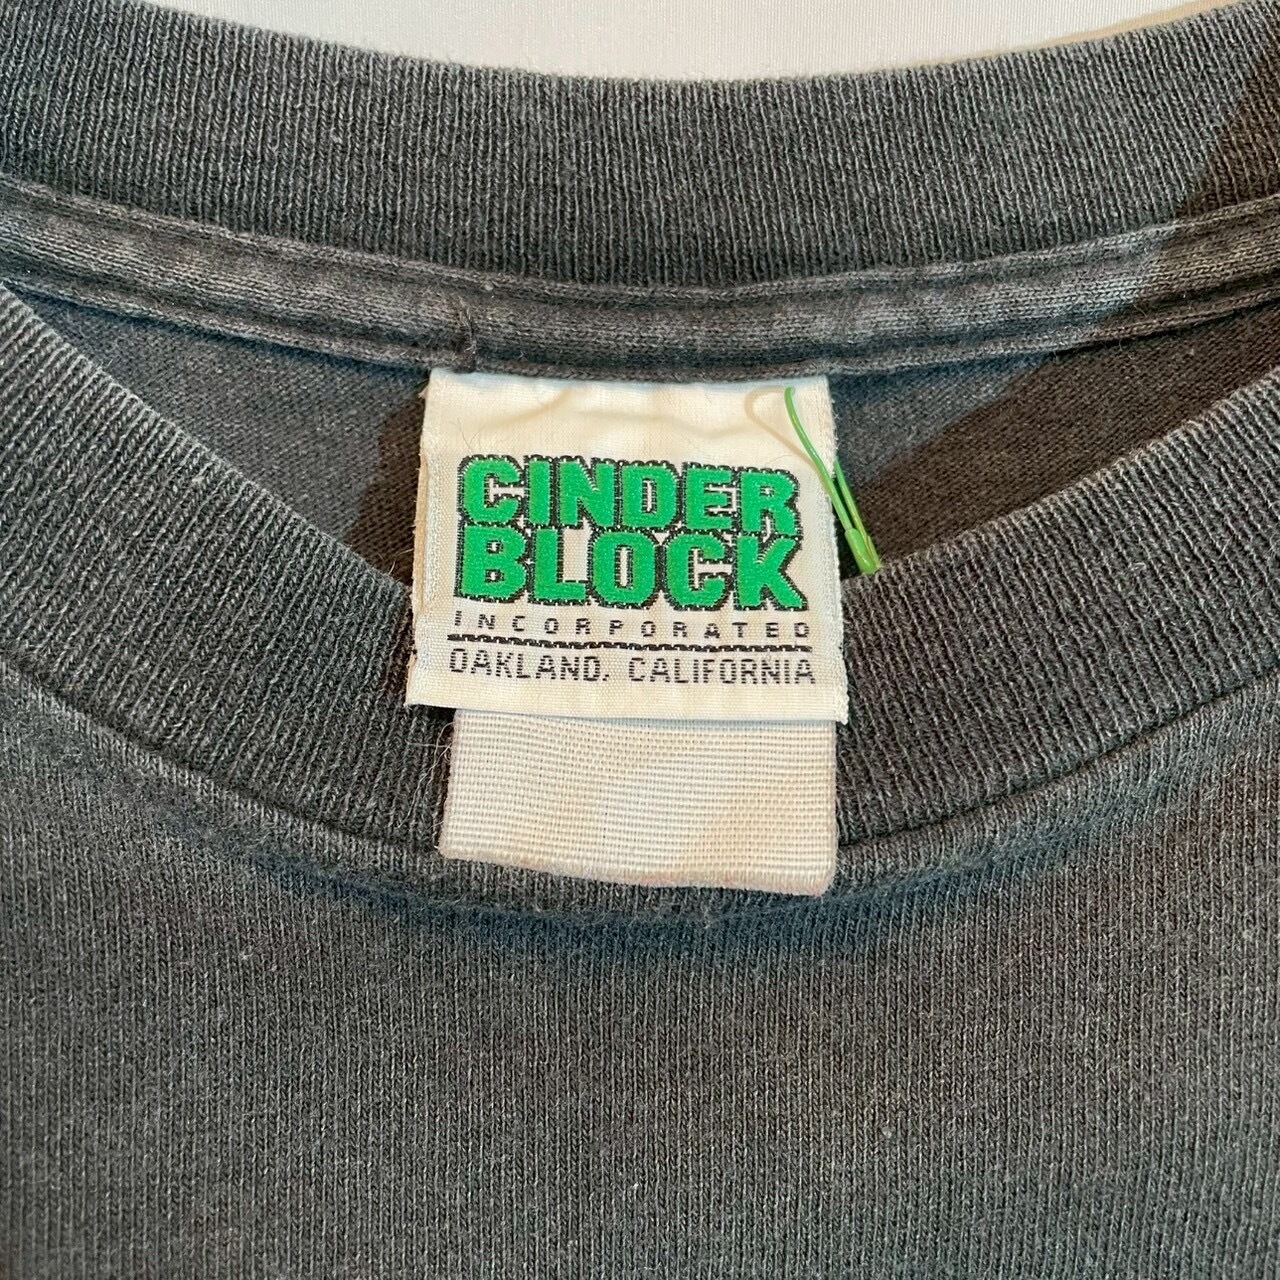 CINDER
BLOCK
INCORPORATED
OAKLAND, CALIFORNIA